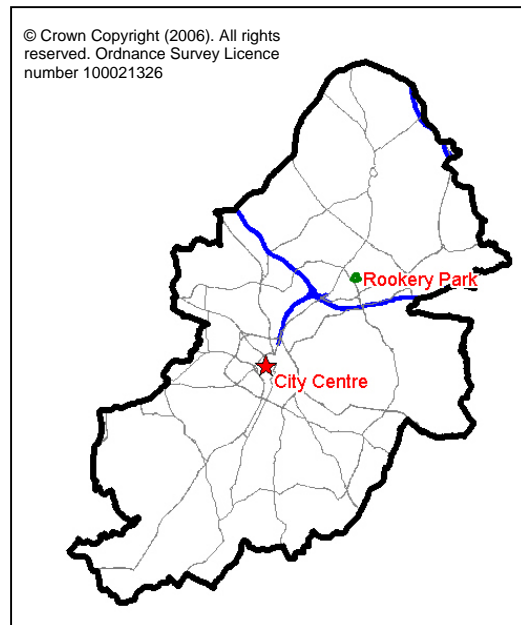 © Crown Copyright (2006). All rights
reserved. Ordnance Survey Licence
number 100021326
Rookery Park
City Centre